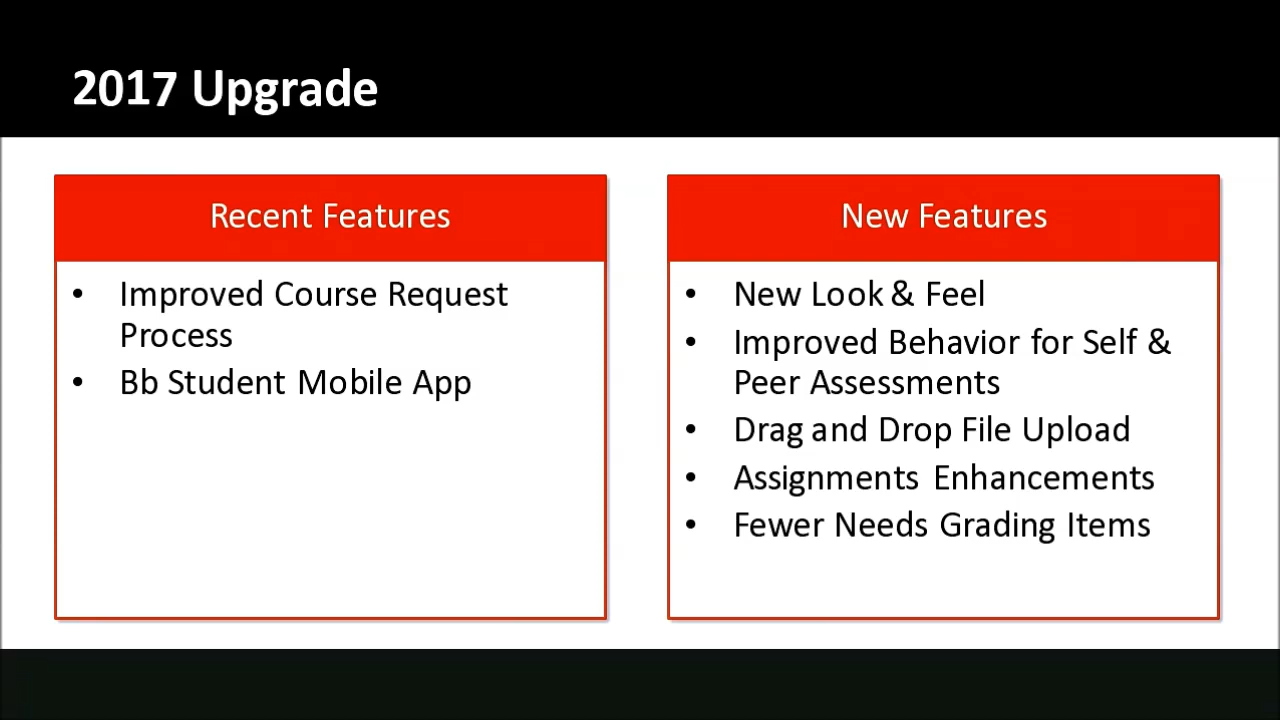 2017 Upgrade
Recent Features
• Improved Course Request
Process
• Bb Student Mobile App
New Features
• New Look & Feel
• Improved Behavior for Self &
Peer Assessments
• Drag and Drop File Upload
• Assignments Enhancements
• Fewer Needs Grading Items